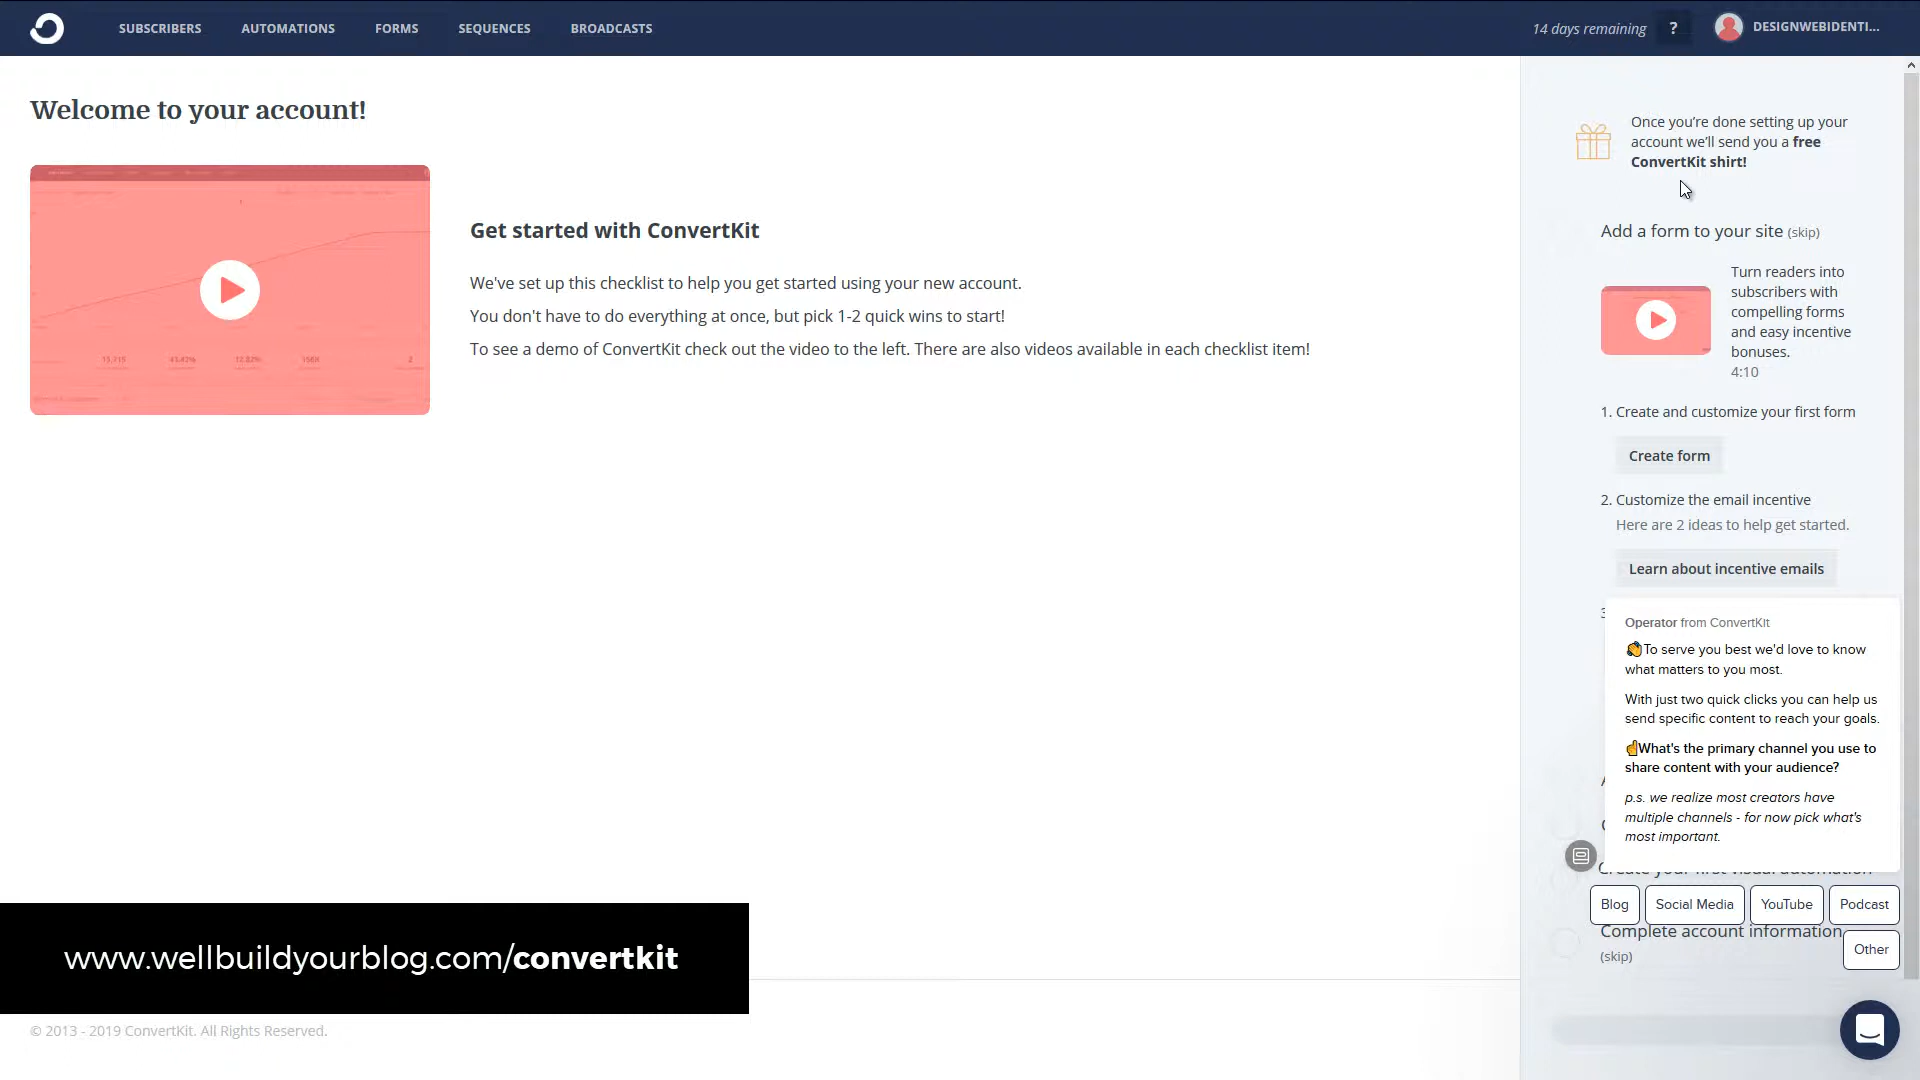 SUBSCRIBERS AUTOMATIONS FORMS SEQUENCES BROADCASTS 14 days remaining ? DESIGNWEBIDENTI...
Welcome to your account!
Get started with ConvertKit
We've set up this checklist to help you get started using your new account.
You don't have to do everything at once, but pick 1-2 quick wins to start!
To see a demo of ConvertKit check out the video to the left. There are also videos available in each checklist item!
Once you're done setting up your
account we'll send you a free
ConvertKit shirt!
Add a form to your site (skip)
Turn readers into
subscribers with
compelling forms
and easy incentive
bonuses.
4:10
1. Create and customize your first form
Create form
2. Customize the email incentive
Here are 2 ideas to help get started.
Learn about incentive emails
Operator from ConvertKit
👋To serve you best we'd love to know
what matters to you most.
With just two quick clicks you can help us
send specific content to reach your goals.
☝What's the primary channel you use to
share content with your audience?
p.s. we realize most creators have
multiple channels - for now pick what's
most important.
Create your first visual automation
Blog Social Media YouTube Podcast
Complete account information
Other
(skip)
www.wellbuildyourblog.com/convertkit
© 2013 - 2019 ConvertKit. All Rights Reserved.